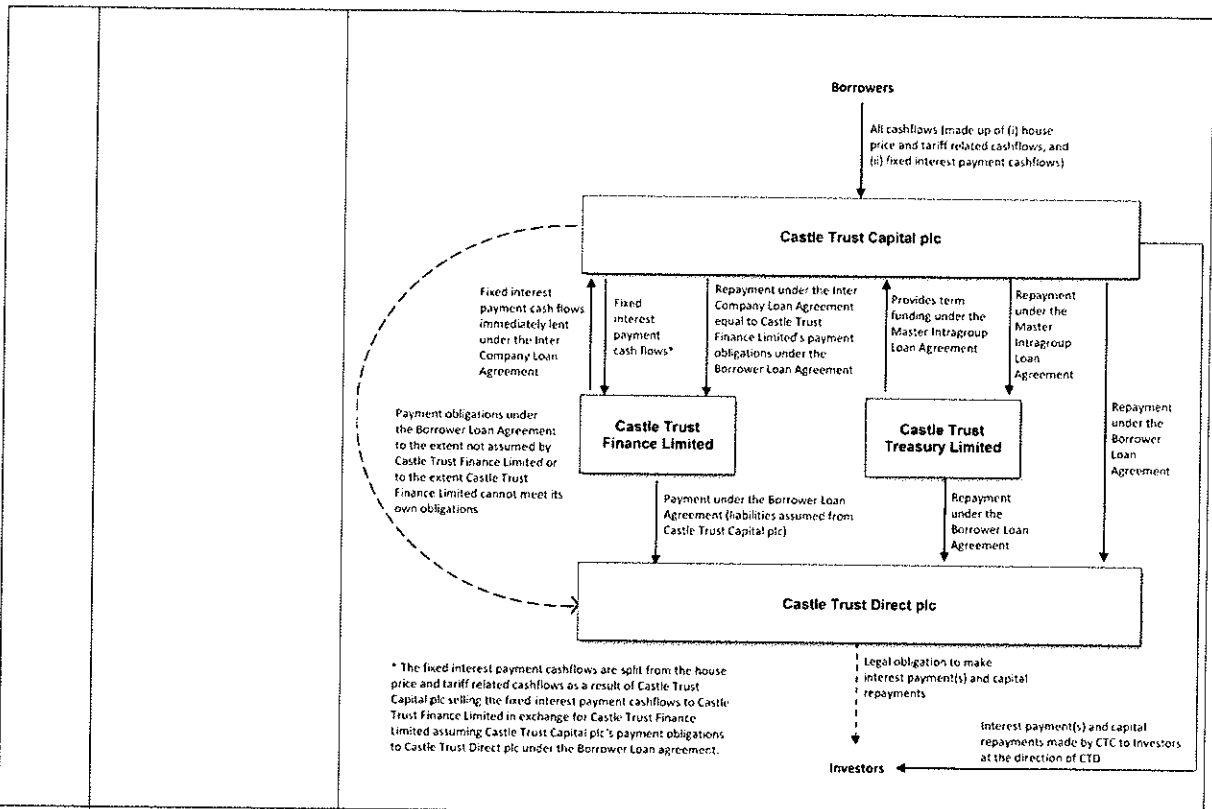 Borrowers
All cashflows (made up of (i) house
price and tariff related cashflows, and
(ii) fixed interest payment cashflows)
Castle Trust Capital plc
Fixed interest
payment cash flows
immediately lent
under the Inter
Company Loan
Agreement
Fixed
interest
payment
cash flows*
Repayment under the Inter
Company Loan Agreement
equal to Castle Trust
Finance Limited's payment
obligations under the
Borrower Loan Agreement
Provides term
funding under the
Master Intragroup
Loan Agreement
Repayment
under the
Master
Intragroup
Loan
Agreement
Repayment
under the
Borrower
Loan
Agreement
Payment obligations under
the Borrower Loan Agreement
to the extent not assumed by
Castle Trust Finance Limited or
to the extent Castle Trust
Finance Limited cannot meet its
own obligations
Castle Trust
Finance Limited
Castle Trust
Treasury Limited
Payment under the Borrower Loan
Agreement (liabilities assumed from
Castle Trust Capital plc)
Repayment
under the
Borrower Loan
Agreement
Castle Trust Direct plc
* The fixed interest payment cashflows are split from the house
price and tariff related cashflows as a result of Castle Trust
Capital plc selling the fixed interest payment cashflows to Castle
Trust Finance Limited in exchange for Castle Trust Finance
Limited assuming Castle Trust Capital plc's payment obligations
to Castle Trust Direct plc under the Borrower Loan agreement.
Legal obligation to make
interest payment(s) and capital
repayments
Interest payment(s) and capital
repayments made by CTC to Investors
at the direction of CTD
Investors